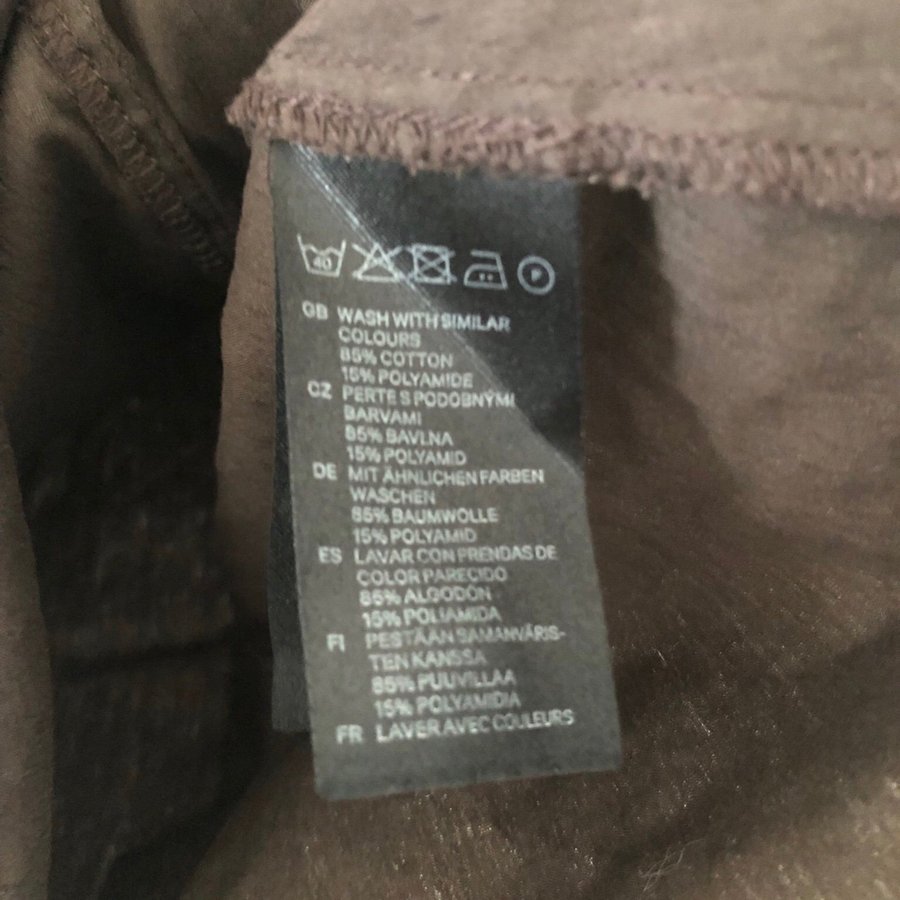 40 P
GB WASH WITH SIMILAR
COLOURS
85% COTTON
15% POLYAMIDE
CZ PERTE S PODOBNÝMI
BARVAMI
85% BAVLNA
15% POLYAMID
DE MIT ÄHNLICHEN FARBEN
WASCHEN
85% BAUMWOLLE
15% POLYAMID
ES LAVAR CON PRENDAS DE
COLOR PARECIDO
85% ALGODÓN
15% POLIAMIDA
FI PESTÄÄN SAMANVÄRIS-
TEN KANSSA
85% PUUVILLAA
15% POLYAMIDIA
FR LAVER AVEC COULEURS